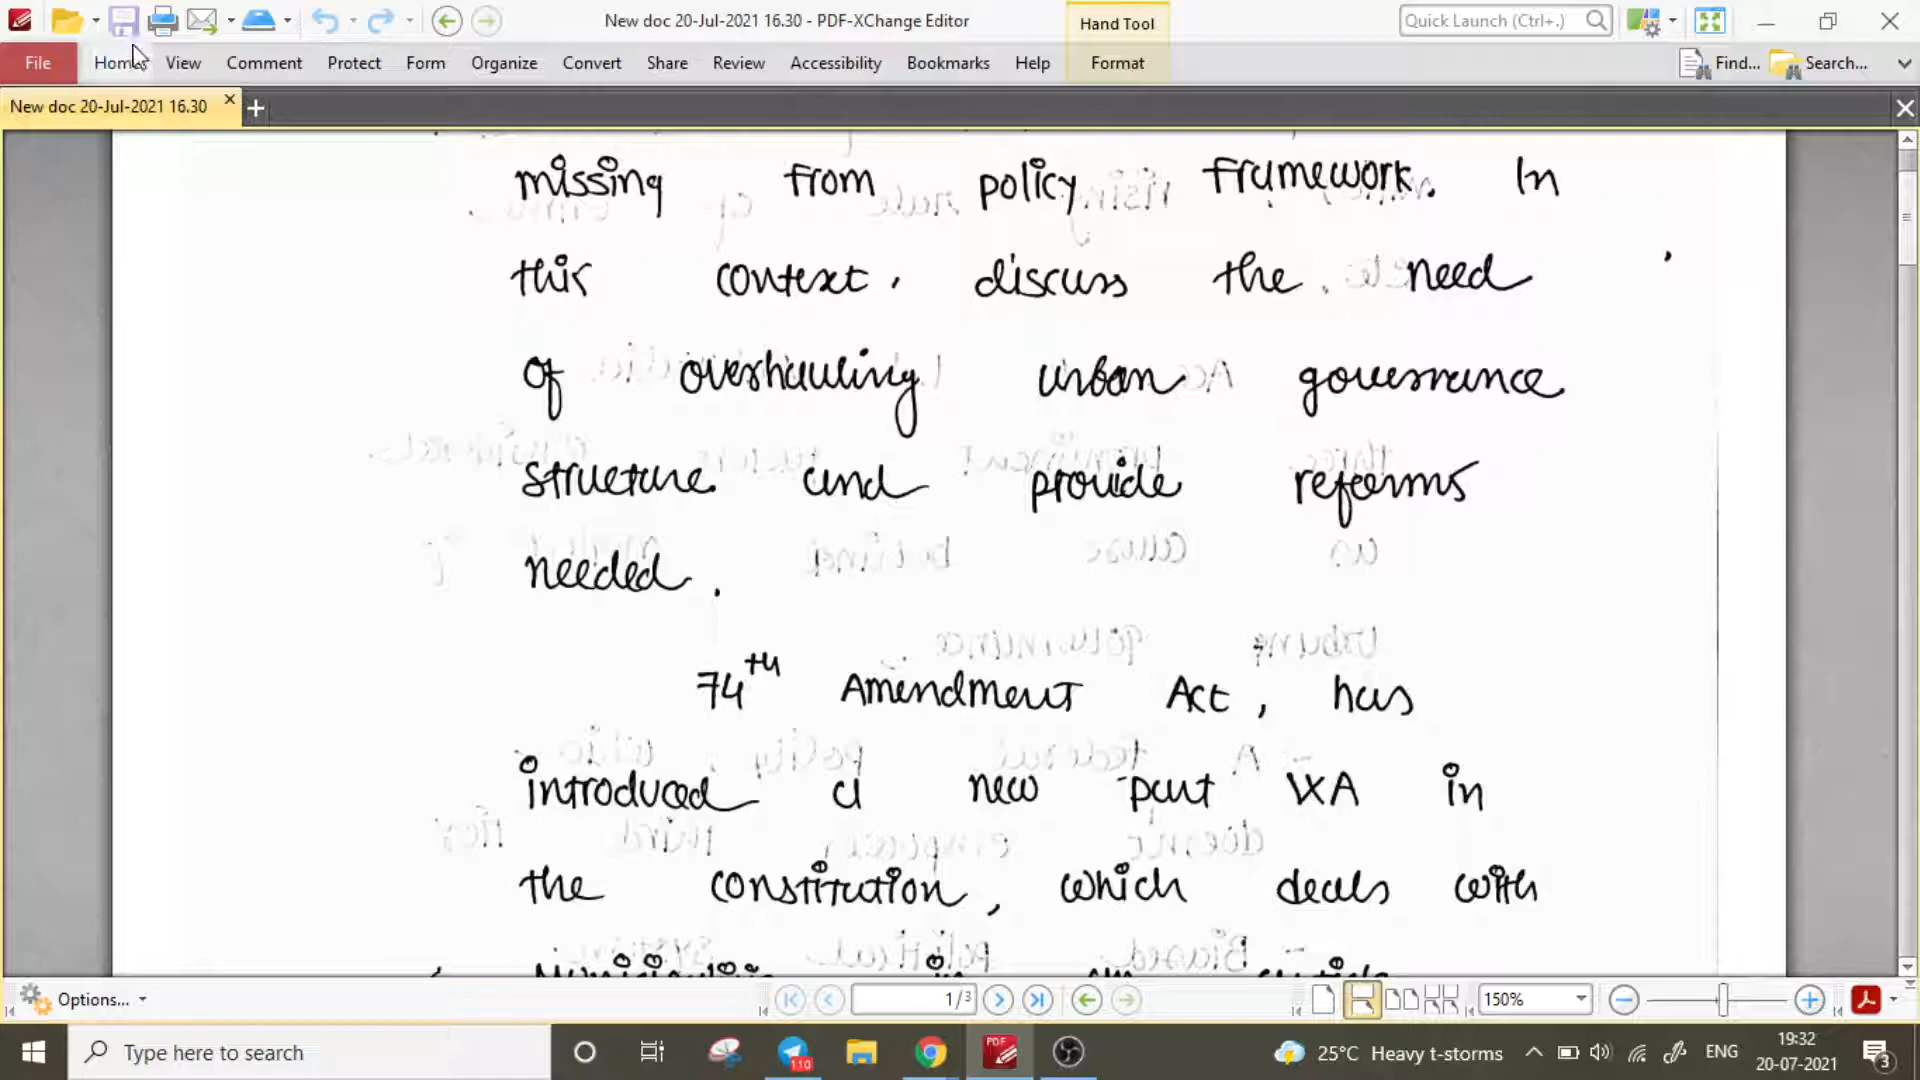 New doc 20-Jul-2021 16.30 - PDF-XChange Editor
Hand Tool
Quick Launch (Ctrl+.)
File Home View Comment Protect Form Organize Convert Share Review Accessibility Bookmarks Help Format Find... Search...
New doc 20-Jul-2021 16.30
missing from policy framework. In
this context, discuss the need
of overhauling urban governance
structure and provide reforms
needed.
74th Amendment Act, has
introduced a new part IXA in
the constitution, which deals with
Options...
1/3
150%
Type here to search
110
PDF
25°C Heavy t-storms
ENG
19:32
20-07-2021
3